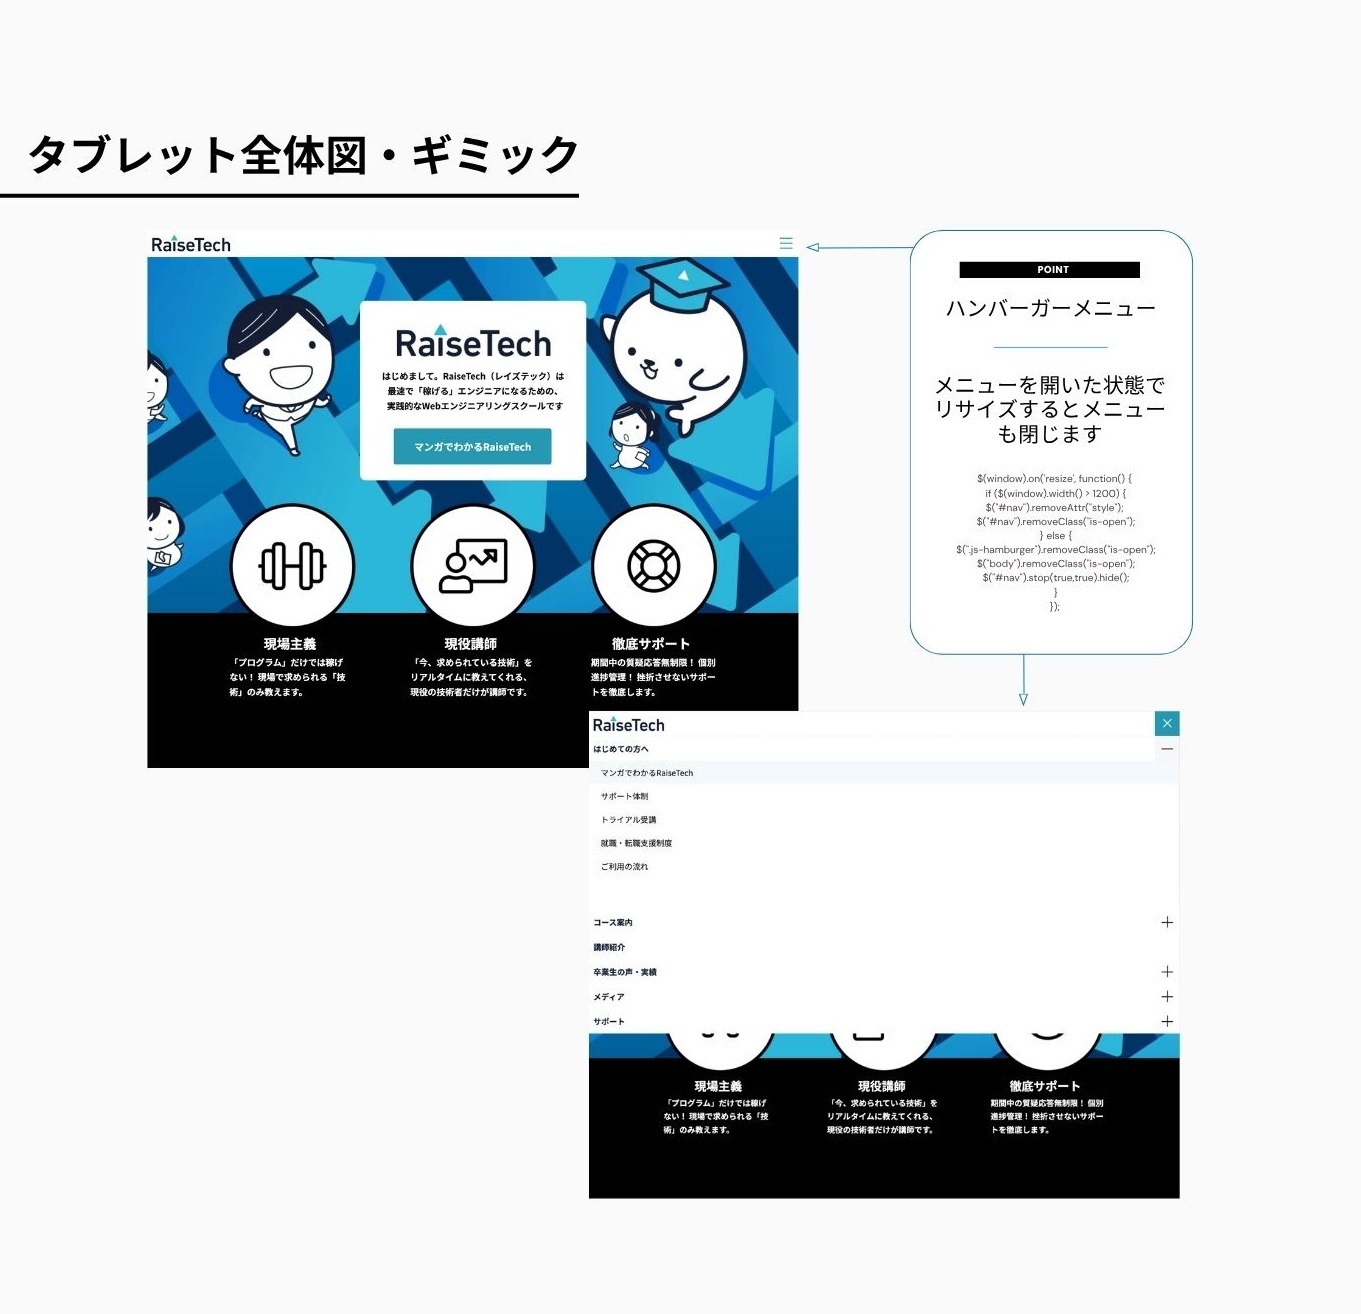 タブレット全体図・ギミック
RaiseTech
RaiseTech
はじめまして。RaiseTech（レイズテック）は
最速で「稼げる」エンジニアになるための、
実践的なWebエンジニアリングスクールです
マンガでわかるRaiseTech
現場主義
「プログラム」だけでは稼げ
ない！ 現場で求められる「技
術」のみ教えます。
現役講師
「今、求められている技術」を
リアルタイムに教えてくれる、
現役の技術者だけが講師です。
徹底サポート
期間中の質疑応答無制限！ 個別
進捗管理！ 挫折させないサポー
トを徹底します。
POINT
ハンバーガーメニュー
メニューを開いた状態で
リサイズするとメニュー
も閉じます
$(window).on('resize', function() {
if ($(window).width() > 1200) {
$("#nav").removeAttr("style");
$("#nav").removeClass("is-open");
} else {
$(".js-hamburger").removeClass("is-open");
$("body").removeClass("is-open");
$("#nav").stop(true,true).hide();
}
});
RaiseTech
はじめての方へ
マンガでわかるRaiseTech
サポート体制
トライアル受講
就職・転職支援制度
ご利用の流れ
コース案内
講師紹介
卒業生の声・実績
メディア
サポート
現場主義
「プログラム」だけでは稼げ
ない！ 現場で求められる「技
術」のみ教えます。
現役講師
「今、求められている技術」を
リアルタイムに教えてくれる、
現役の技術者だけが講師です。
徹底サポート
期間中の質疑応答無制限！ 個別
進捗管理！ 挫折させないサポー
トを徹底します。